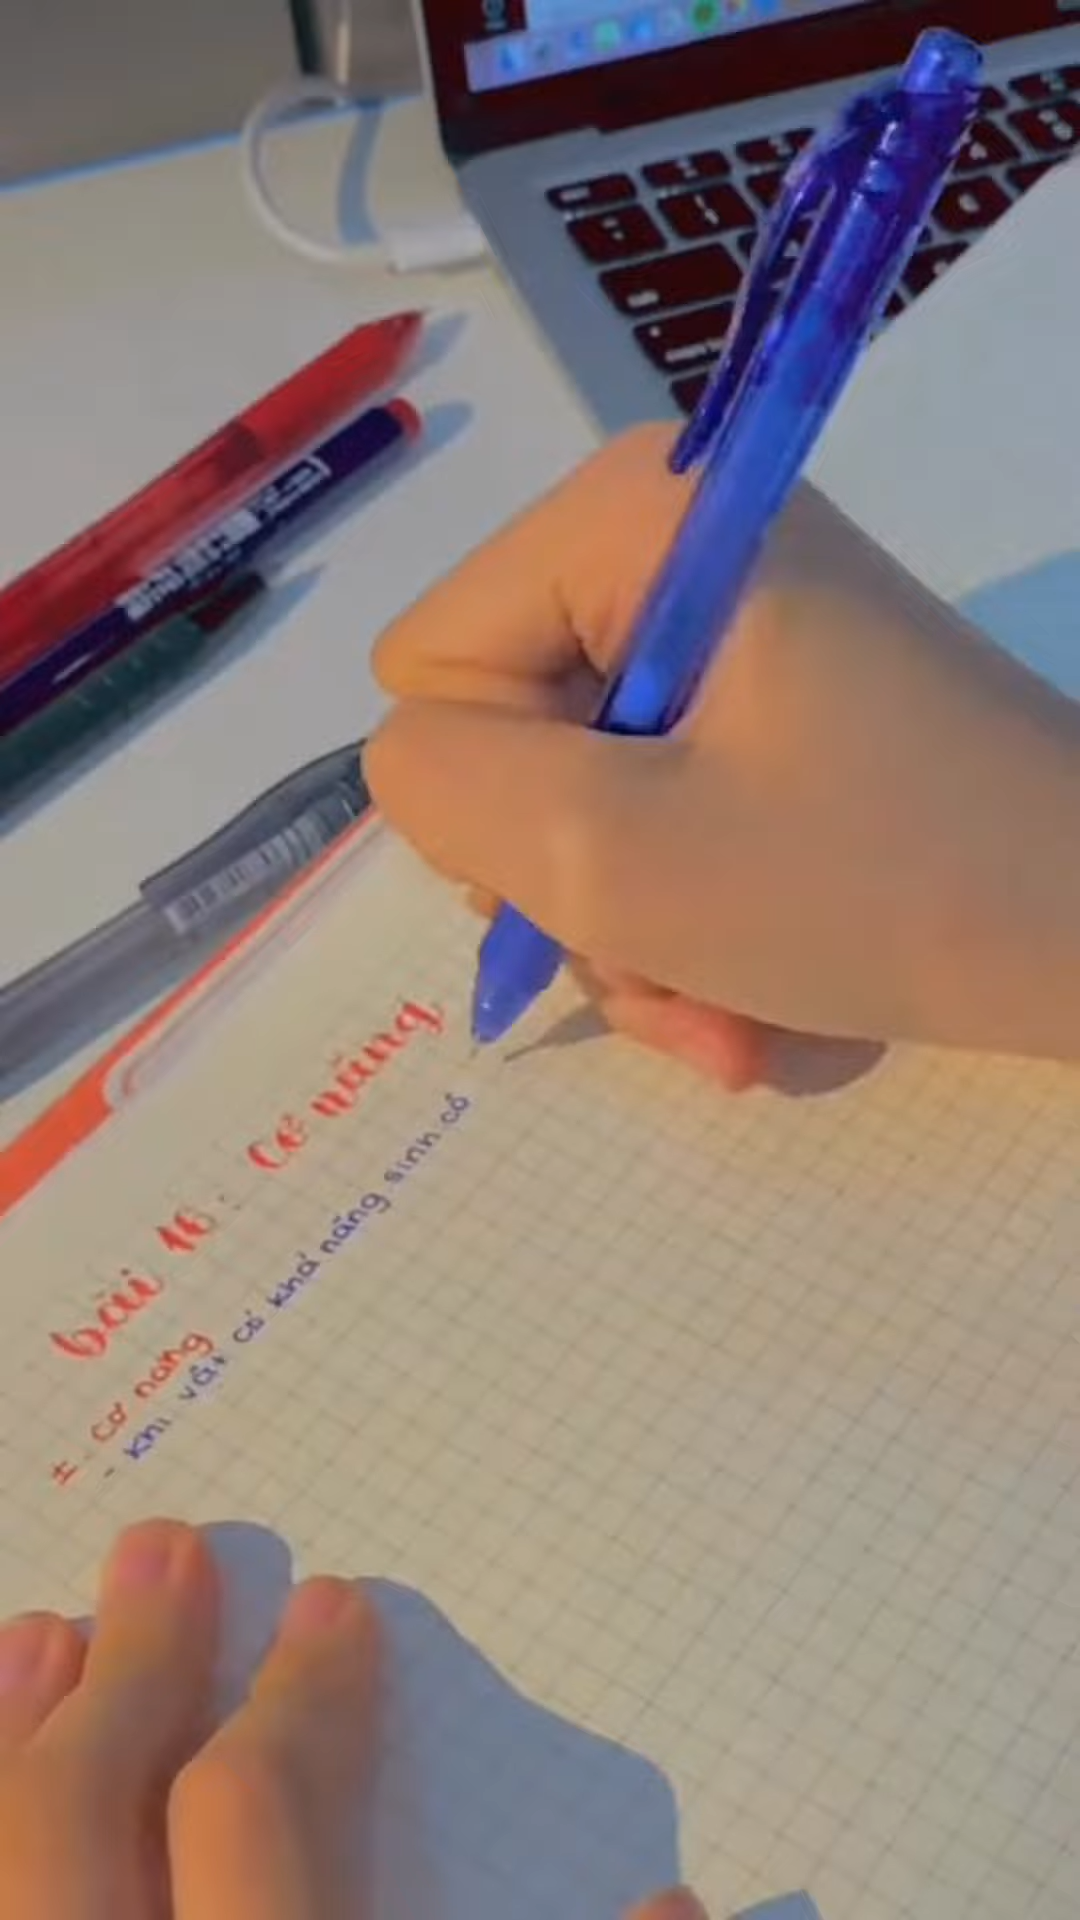 bài 16: Cơ năng
I. cơ năng
- khi vật có khả năng sinh cô